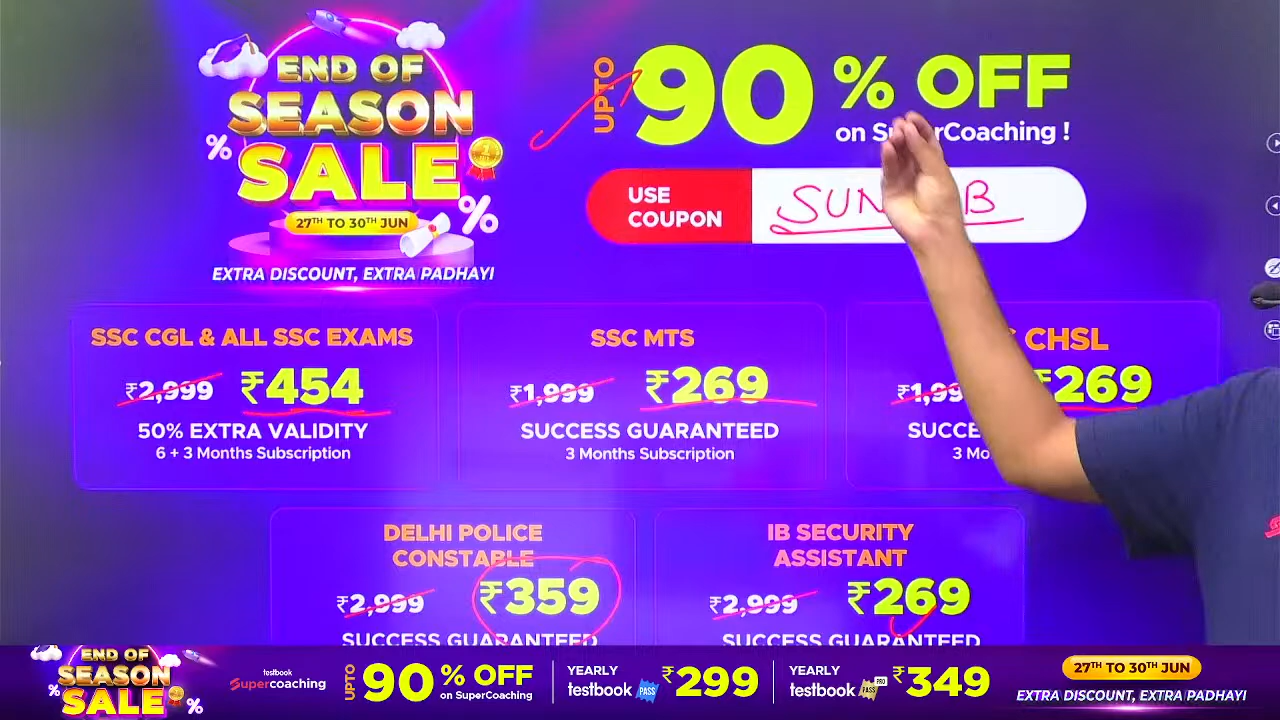 END OF
SEASON
SALE
27TH TO 30TH JUN
EXTRA DISCOUNT, EXTRA PADHAYI
UPTO 90% OFF
on SuperCoaching !
USE
COUPON
SSC CGL & ALL SSC EXAMS
₹2,999 ₹454
50% EXTRA VALIDITY
6 + 3 Months Subscription
SSC MTS
₹1,999 ₹269
SUCCESS GUARANTEED
3 Months Subscription
CHSL
₹269
DELHI POLICE
CONSTABLE
₹2,999 ₹359
SUCCESS GUARANTEED
IB SECURITY
ASSISTANT
₹2,999 ₹269
SUCCESS GUARANTEED
END OF
SEASON
SALE
testbook
Supercoaching
UPTO 90% OFF
on SuperCoaching
YEARLY
testbook PASS ₹299
YEARLY
testbook PASS PRO ₹349
27TH TO 30TH JUN
EXTRA DISCOUNT, EXTRA PADHAYI